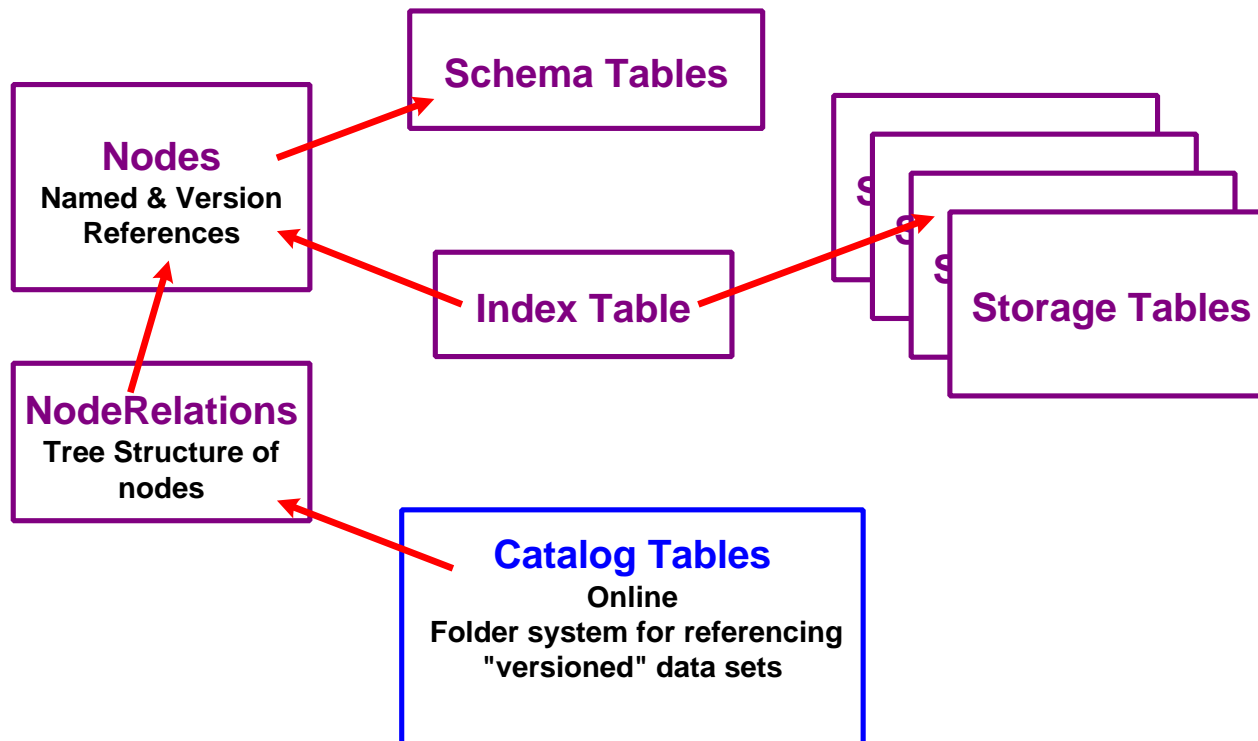 Schema Tables
Nodes
Named & Version
References
S
S
S
Storage Tables
Index Table
NodeRelations
Tree Structure of
nodes
Catalog Tables
Online
Folder system for referencing
"versioned" data sets